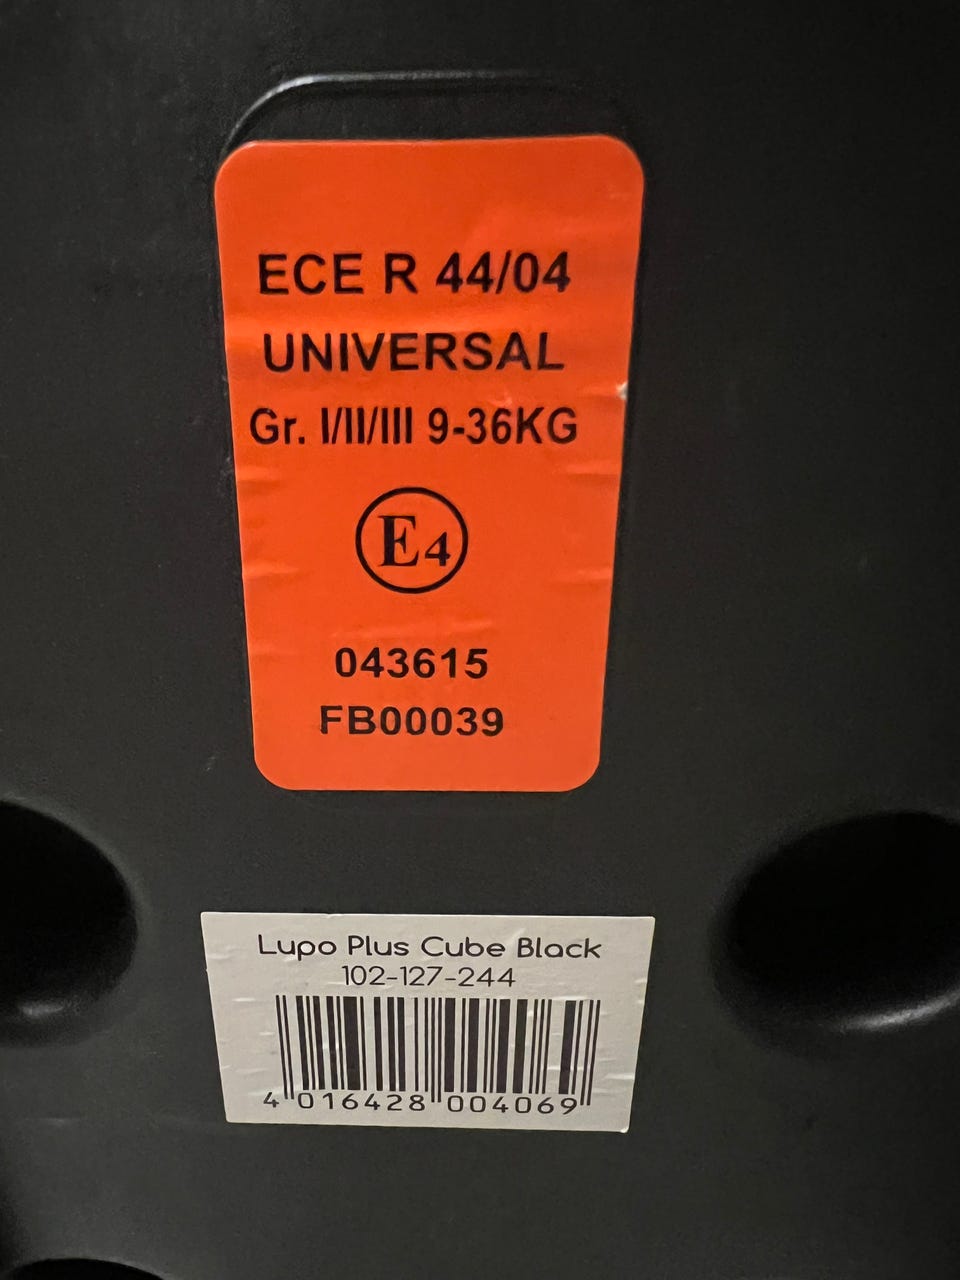 ECE R 44/04
UNIVERSAL
Gr. I/II/III 9-36KG
E4
043615
FB00039
Lupo Plus Cube Black
102-127-244
4 016428 004069